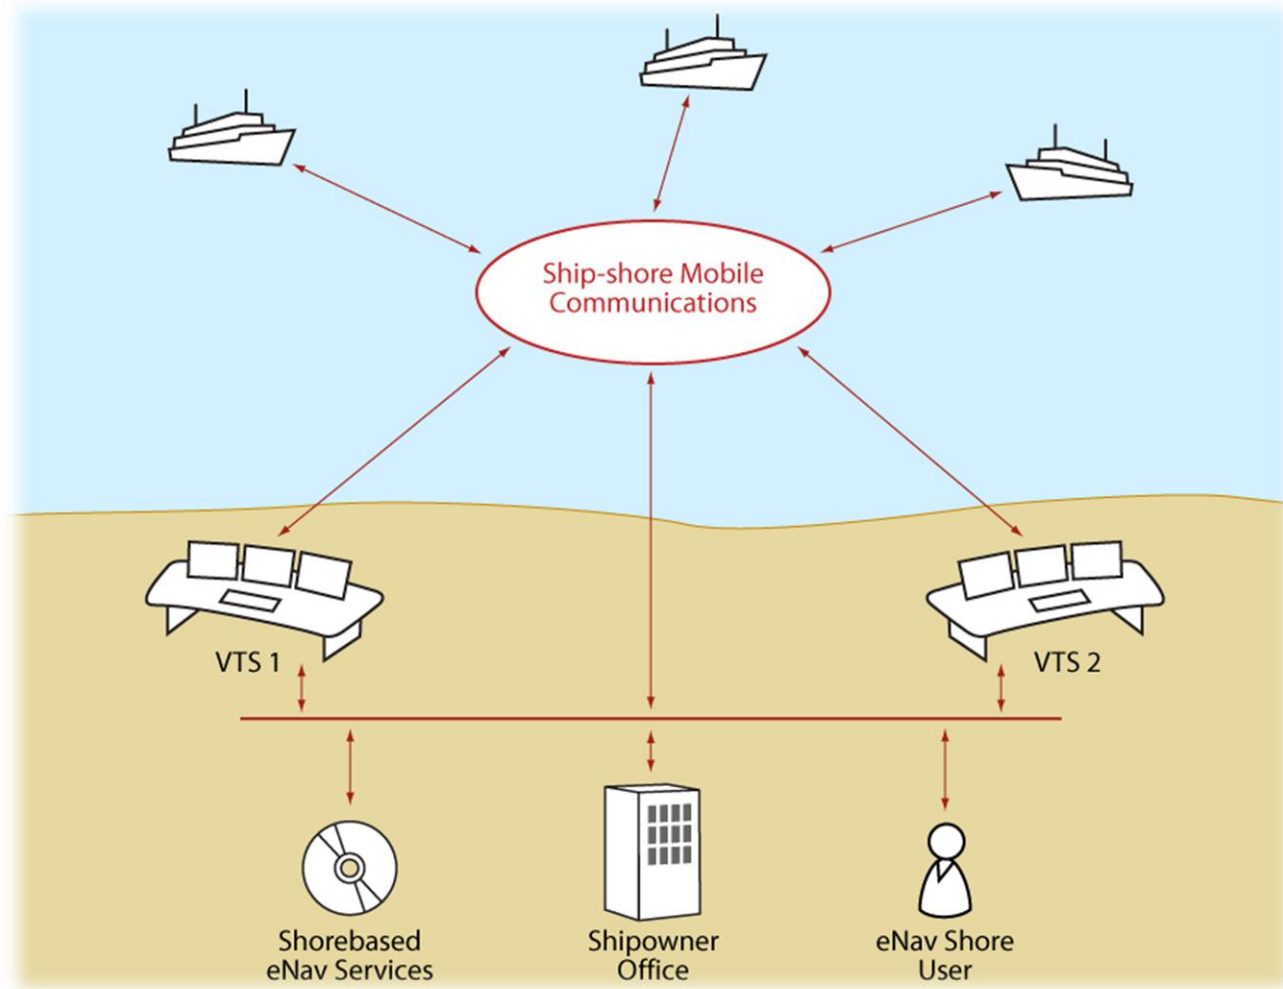 Ship-shore Mobile
Communications
VTS 1
VTS 2
Shorebased
eNav Services
Shipowner
Office
eNav Shore
User